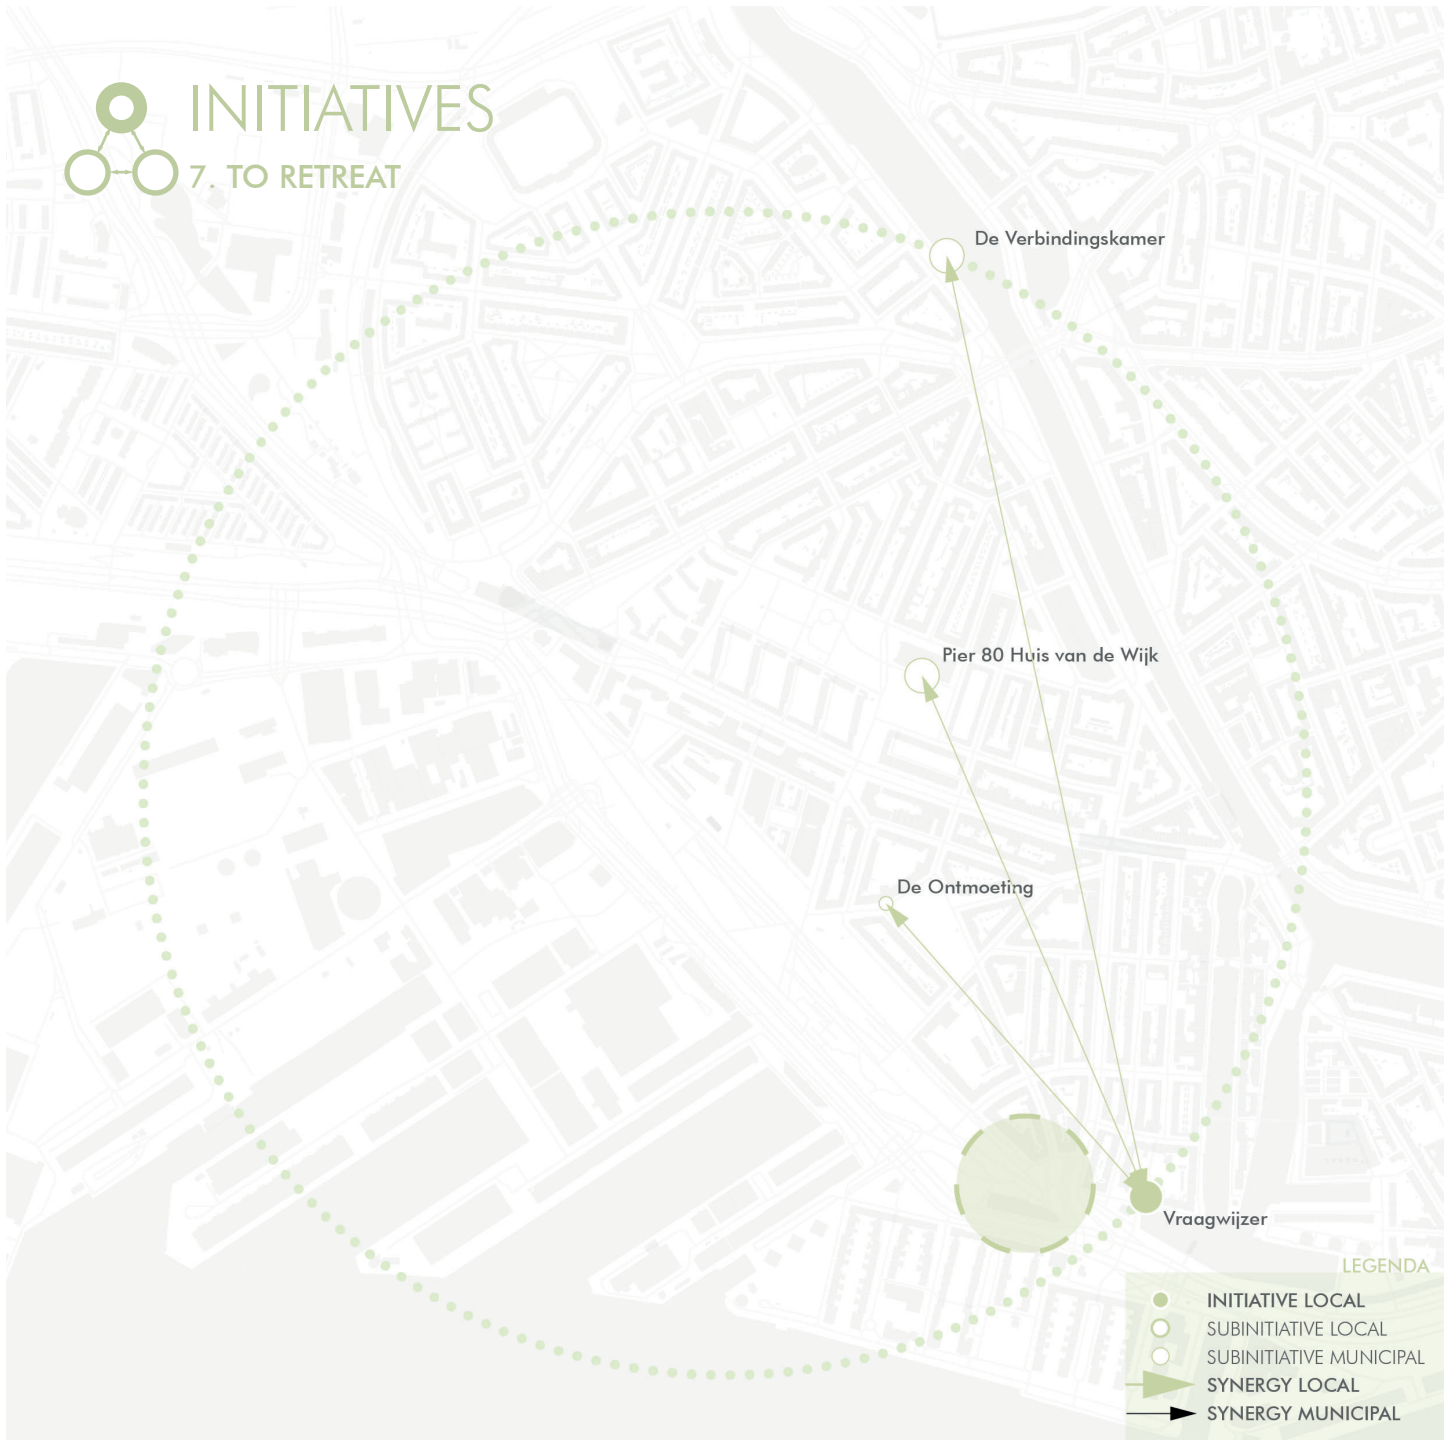 INITIATIVES
7. TO RETREAT
De Verbindingskamer
Pier 80 Huis van de Wijk
De Ontmoeting
Vraagwijzer
LEGENDA
INITIATIVE LOCAL
SUBINITIATIVE LOCAL
SUBINITIATIVE MUNICIPAL
SYNERGY LOCAL
SYNERGY MUNICIPAL